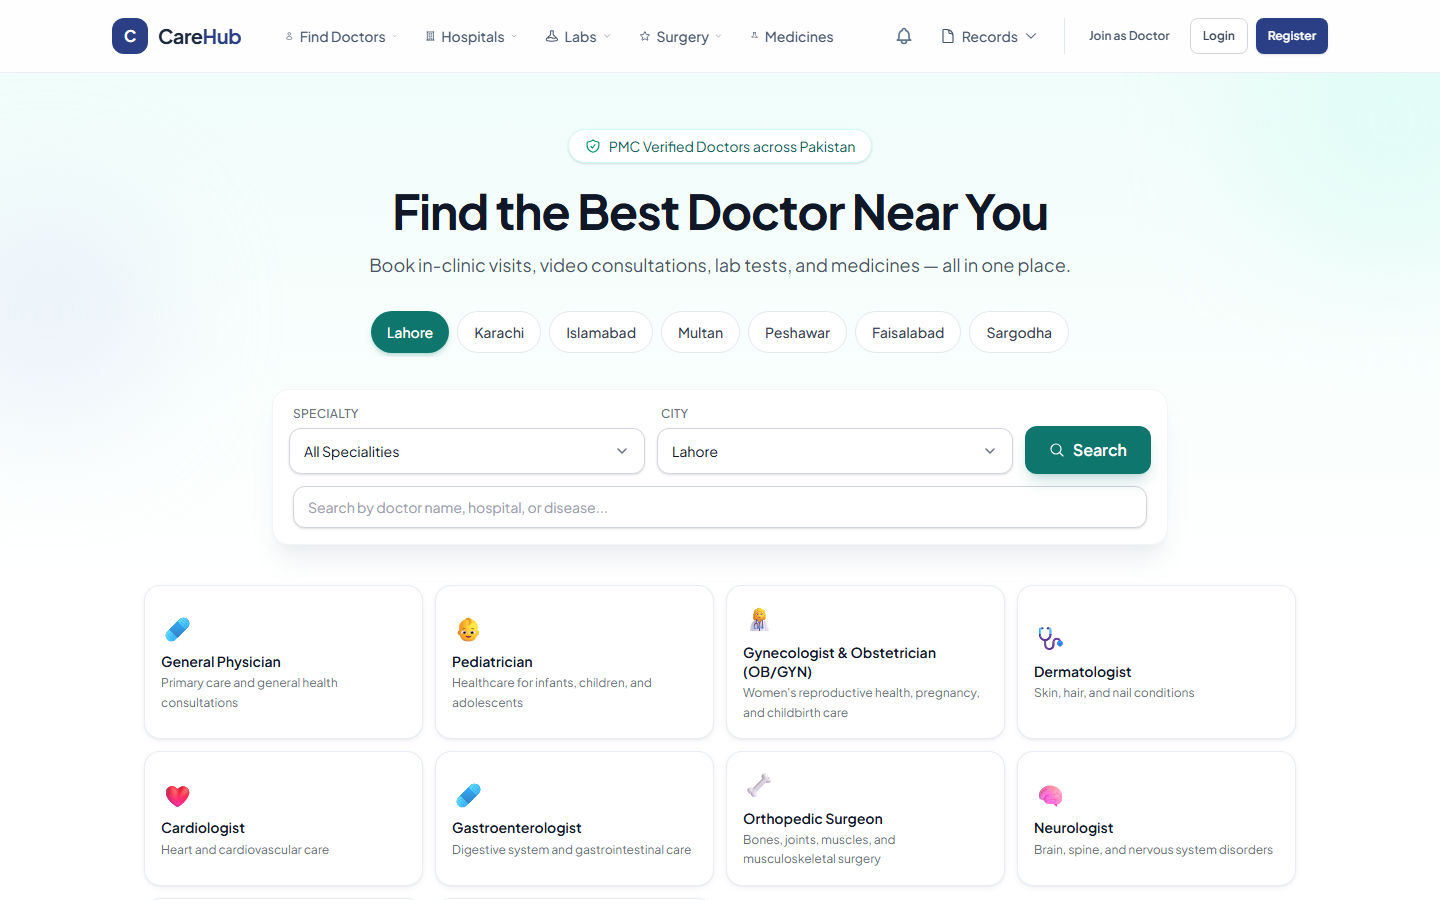 C CareHub Find Doctors Hospitals Labs Surgery Medicines Records Join as Doctor Login Register
PMC Verified Doctors across Pakistan
Find the Best Doctor Near You
Book in-clinic visits, video consultations, lab tests, and medicines — all in one place.
Lahore Karachi Islamabad Multan Peshawar Faisalabad Sargodha
SPECIALTY CITY
All Specialities Lahore Search
Search by doctor name, hospital, or disease...
General Physician
Primary care and general health
consultations
Pediatrician
Healthcare for infants, children, and
adolescents
Gynecologist & Obstetrician
(OB/GYN)
Women's reproductive health, pregnancy,
and childbirth care
Dermatologist
Skin, hair, and nail conditions
Cardiologist
Heart and cardiovascular care
Gastroenterologist
Digestive system and gastrointestinal care
Orthopedic Surgeon
Bones, joints, muscles, and
musculoskeletal surgery
Neurologist
Brain, spine, and nervous system disorders